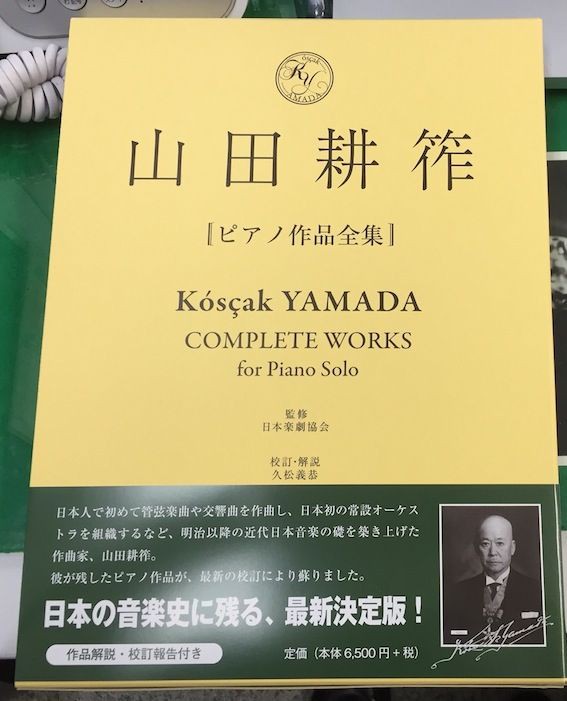 Kósçak
KY
YAMADA
山田耕筰
〚ピアノ作品全集〛
Kósçak YAMADA
COMPLETE WORKS
for Piano Solo
監修
日本楽劇協会
校訂・解説
久松義恭
日本人で初めて管弦楽曲や交響曲を作曲し、日本初の常設オーケス
トラを組織するなど、明治以降の近代日本音楽の礎を築き上げた
作曲家、山田耕筰。
彼が残したピアノ作品が、最新の校訂により蘇りました。
日本の音楽史に残る、最新決定版！
作品解説・校訂報告付き
定価（本体6,500円＋税）